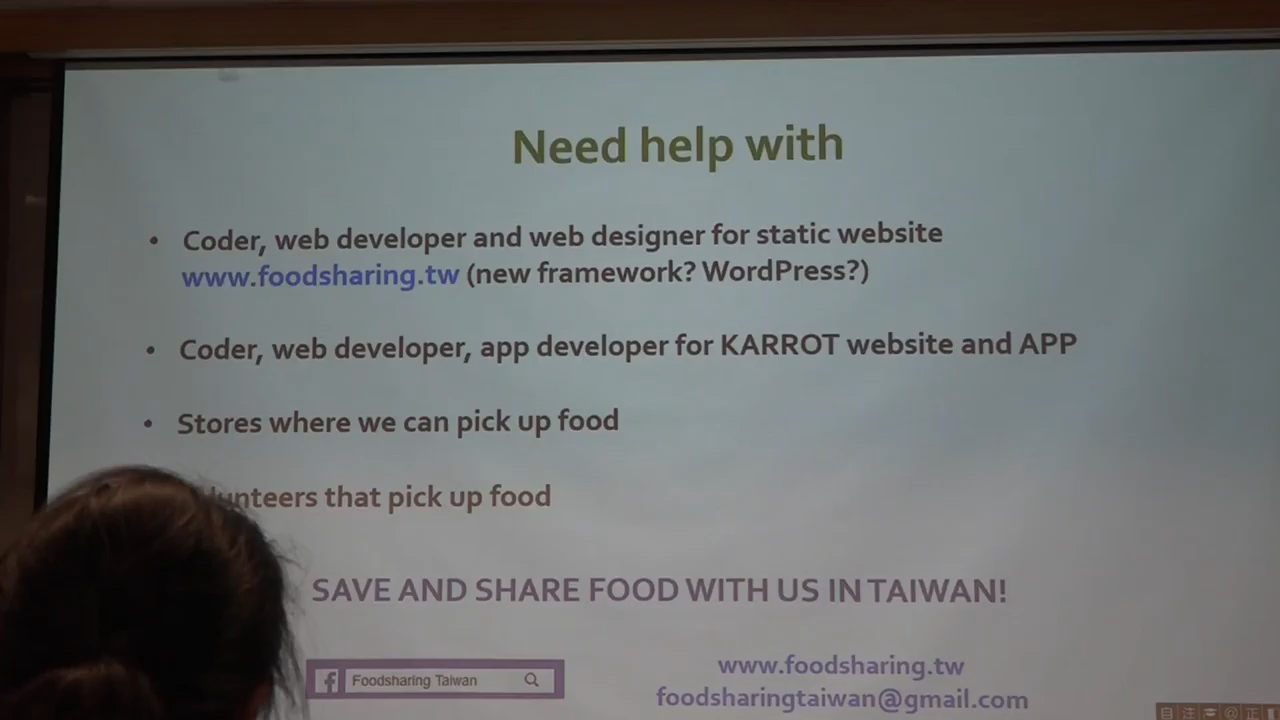 Need help with
• Coder, web developer and web designer for static website
www.foodsharing.tw (new framework? WordPress?)
• Coder, web developer, app developer for KARROT website and APP
• Stores where we can pick up food
that pick up food
SAVE AND SHARE FOOD WITH US IN TAIWAN!
f Foodsharing Taiwan
www.foodsharing.tw
foodsharingtaiwan@gmail.com